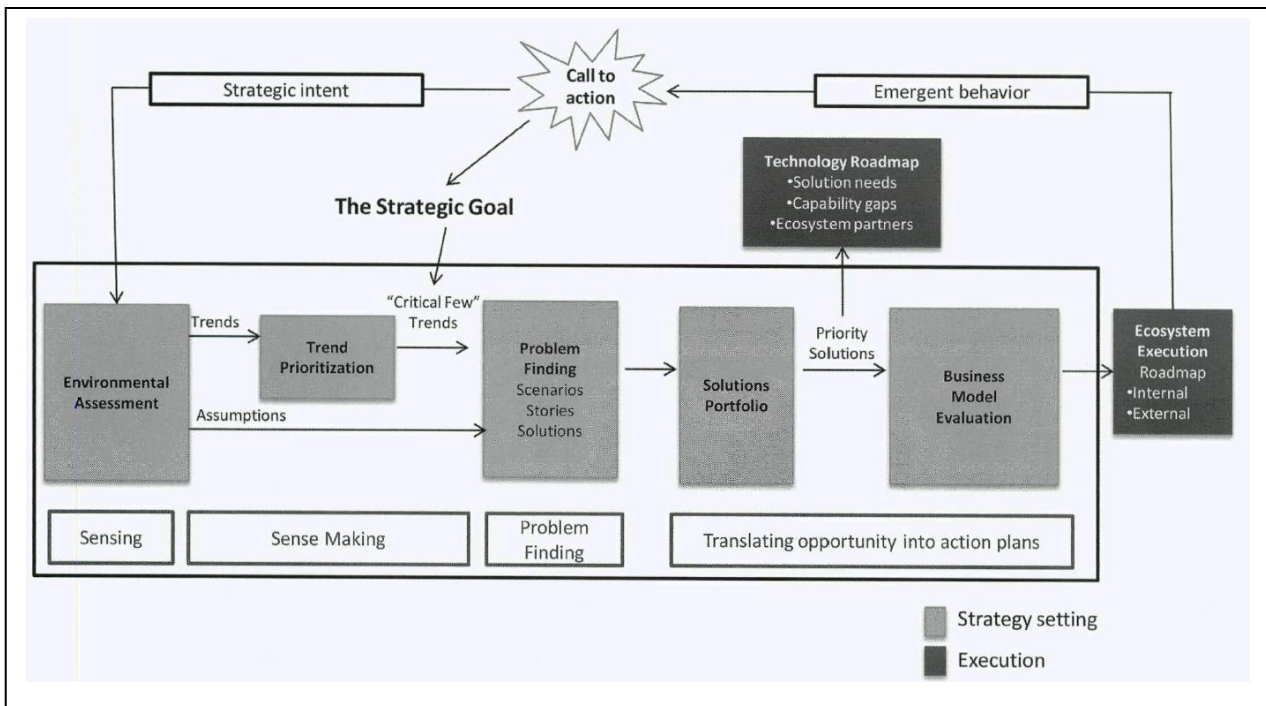 Call to
action
Strategic intent
Emergent behavior
Technology Roadmap
•Solution needs
•Capability gaps
•Ecosystem partners
The Strategic Goal
"Critical Few"
Trends
Trends
Trend
Prioritization
Environmental
Assessment
Assumptions
Problem
Finding
Scenarios
Stories
Solutions
Solutions
Portfolio
Priority
Solutions
Business
Model
Evaluation
Ecosystem
Execution
Roadmap
•Internal
•External
Sensing
Sense Making
Problem
Finding
Translating opportunity into action plans
Strategy setting
Execution